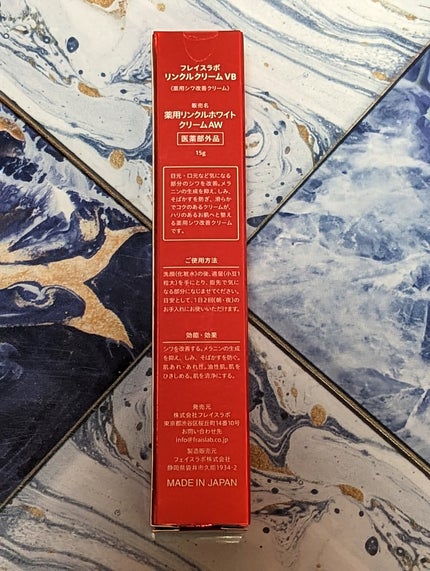 フレイスラボ
リンクルクリームVB
(薬用シワ改善クリーム)
販売名
薬用リンクルホワイト
クリームAW
医薬部外品
15g
目元・口元など気になる
部分のシワを改善。メラ
ニンの生成を抑え、しみ、
そばかすを防ぎ、滑らか
でコクのあるクリームが、
ハリのあるお肌へと整え
る薬用シワ改善クリーム
です。
ご使用方法
洗顔(化粧水)の後、適量(小豆1
粒大)を手にとり、指先で気に
なる部分になじませてください。
目安として、1日2回(朝・夜)の
お手入れにお使いいただけます。
効能・効果
シワを改善する。メラニンの生成
を抑え、しみ、そばかすを防ぐ。
肌あれ・あれ性。油性肌。肌を
ひきしめる。肌を清浄にする。
発売元
株式会社フレイスラボ
東京都渋谷区桜丘町14番10号
お問い合わせ先
info@fraislab.co.jp
製造販売元
フェイスラボ株式会社
静岡県袋井市久能1934-2
MADE IN JAPAN